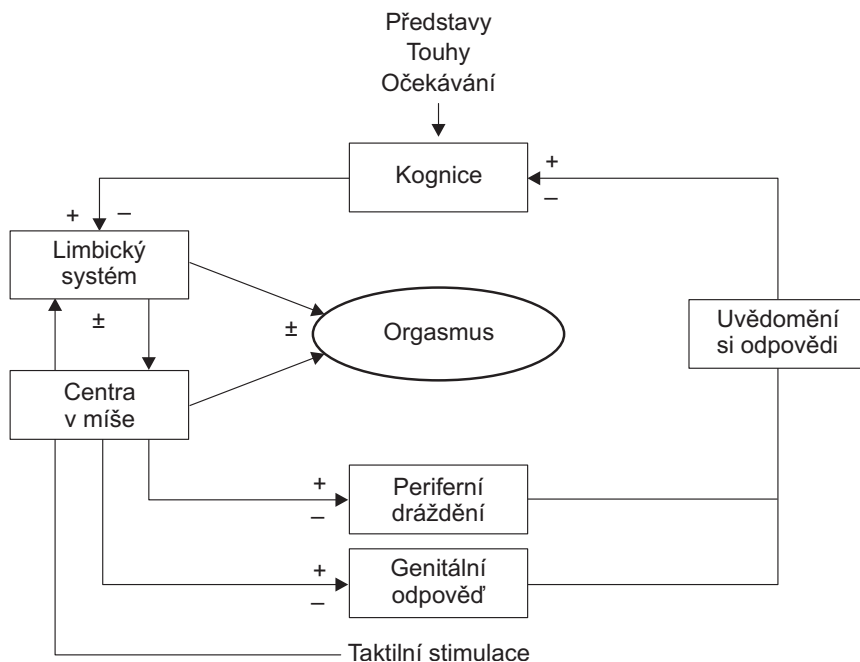 Představy
Touhy
Očekávání
Kognice
+
–
+ –
Limbický
systém
±
±
Orgasmus
Uvědomění
si odpovědi
Centra
v míše
+
–
Periferní
dráždění
+
–
Genitální
odpověď
Taktilní stimulace